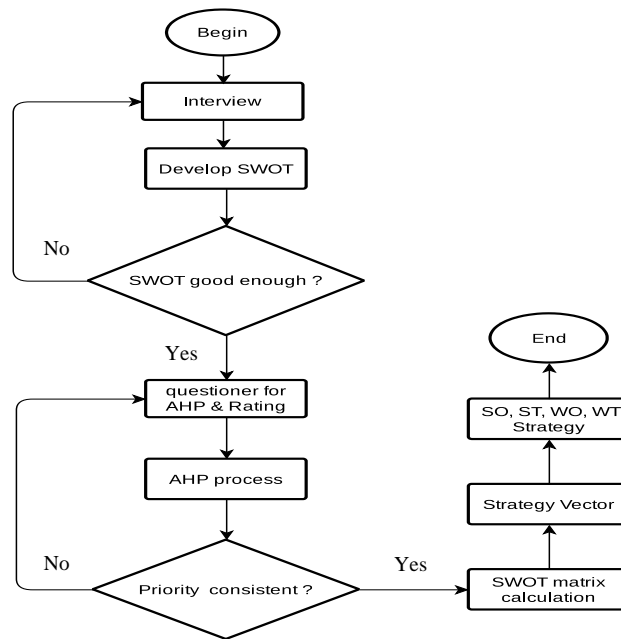 Begin
Interview
Develop SWOT
No
SWOT good enough ?
Yes
questioner for
AHP & Rating
AHP process
No
Priority consistent ?
Yes
SWOT matrix
calculation
Strategy Vector
SO, ST, WO, WT
Strategy
End